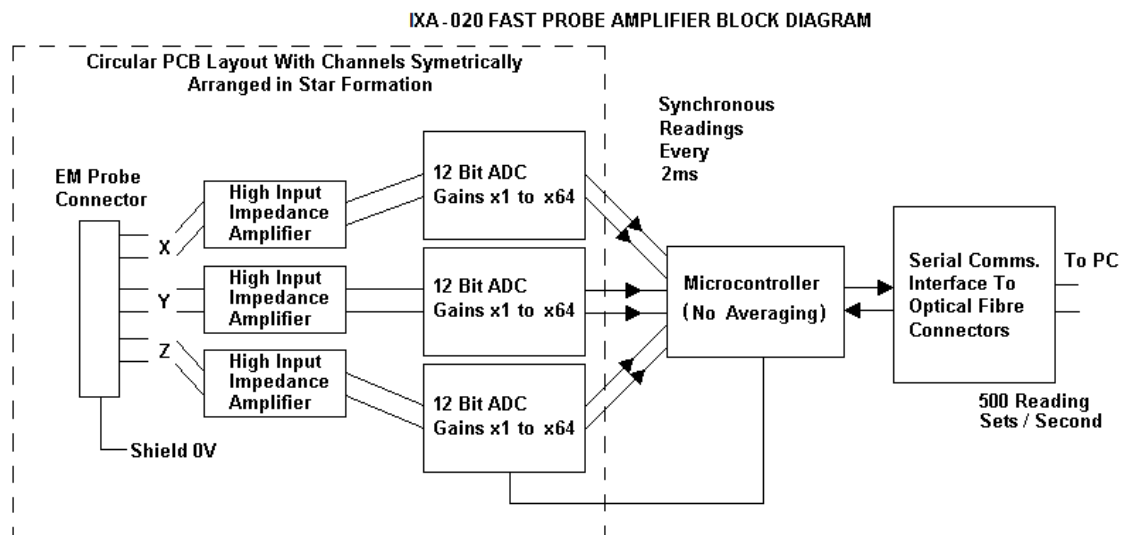 IXA-020 FAST PROBE AMPLIFIER BLOCK DIAGRAM
Circular PCB Layout With Channels Symetrically
Arranged in Star Formation
Synchronous
Readings
Every
2ms
EM Probe
Connector
X
Y
Z
Shield 0V
High Input
Impedance
Amplifier
High Input
Impedance
Amplifier
High Input
Impedance
Amplifier
12 Bit ADC
Gains x1 to x64
12 Bit ADC
Gains x1 to x64
12 Bit ADC
Gains x1 to x64
Microcontroller
(No Averaging)
Serial Comms.
Interface To
Optical Fibre
Connectors
To PC
500 Reading
Sets / Second